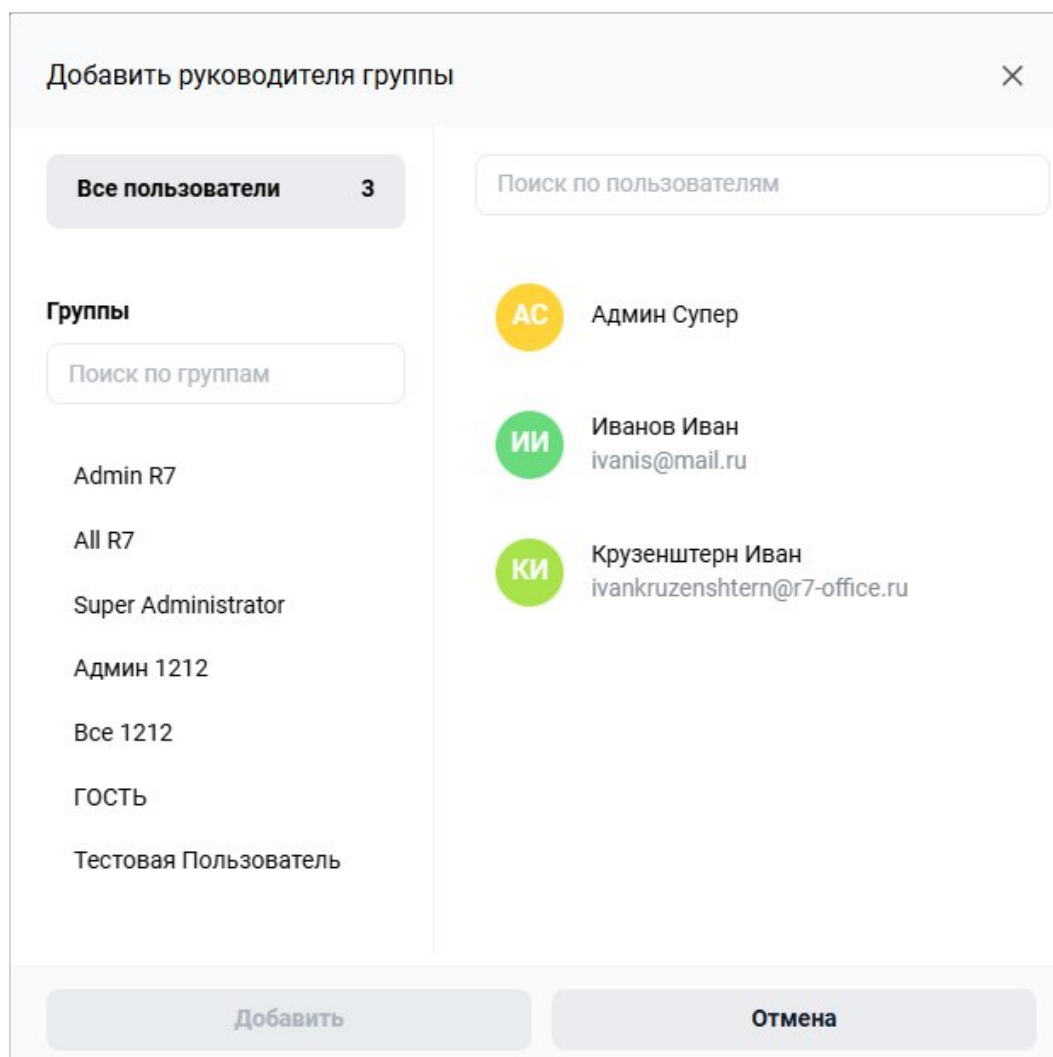 Добавить руководителя группы
Все пользователи 3
Группы
Поиск по группам
Admin R7
All R7
Super Administrator
Админ 1212
Все 1212
ГОСТЬ
Тестовая Пользователь
Поиск по пользователям
АС Админ Супер
ИИ Иванов Иван
ivanis@mail.ru
КИ Крузенштерн Иван
ivankruzenshtern@r7-office.ru
Добавить
Отмена